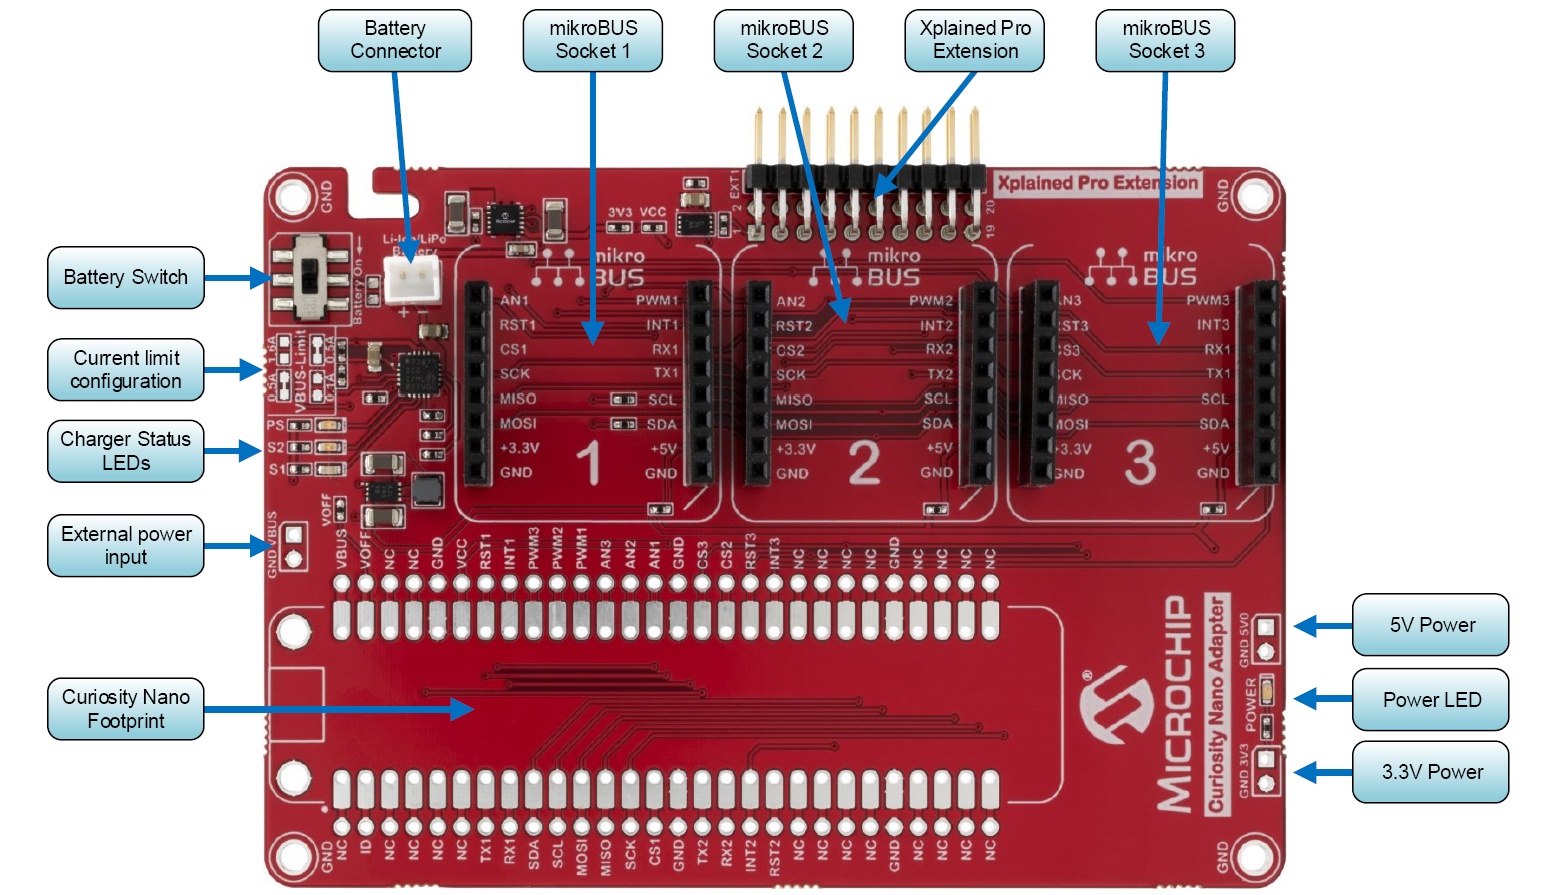 Battery
Connector
mikroBUS
Socket 1
mikroBUS
Socket 2
Xplained Pro
Extension
mikroBUS
Socket 3
GND
EXT1
Xplained Pro Extension
GND
MICROCHIP
3V3 VCC
2
20
1
19
Li-Ion/LiPo
Battery Switch
Battery On
+ −
mikro
BUS
mikro
BUS
mikro
BUS
AN1 PWM1
RST1 INT1
CS1 RX1
SCK TX1
MISO SCL
MOSI SDA
+3.3V +5V
GND GND
1
AN2 PWM2
RST2 INT2
CS2 RX2
SCK TX2
MISO SCL
MOSI SDA
+3.3V +5V
GND GND
2
AN3 PWM3
RST3 INT3
CS3 RX1
SCK TX1
MISO SCL
MOSI SDA
+3.3V +5V
GND GND
3
Current limit
configuration
VBUS-Limit
0.5A
0.1A
Charger Status
LEDs
PS
S2
S1
External power
input
GND VBUS
VOFF
VBUS VOFF NC NC GND VCC RST1 INT1 PWM3 PWM2 PWM1 AN3 AN2 AN1 GND CS3 CS2 RST3 INT3 NC NC NC NC GND NC NC NC NC
Curiosity Nano
Footprint
MICROCHIP
®
Curiosity Nano Adapter
GND 5V0
5V Power
POWER
Power LED
GND 3V3
3.3V Power
NC ID NC NC NC NC TX1 RX1 SDA SCL MOSI MISO SCK CS1 GND TX2 RX2 INT2 RST2 NC NC NC NC GND NC NC NC NC
GND
GND